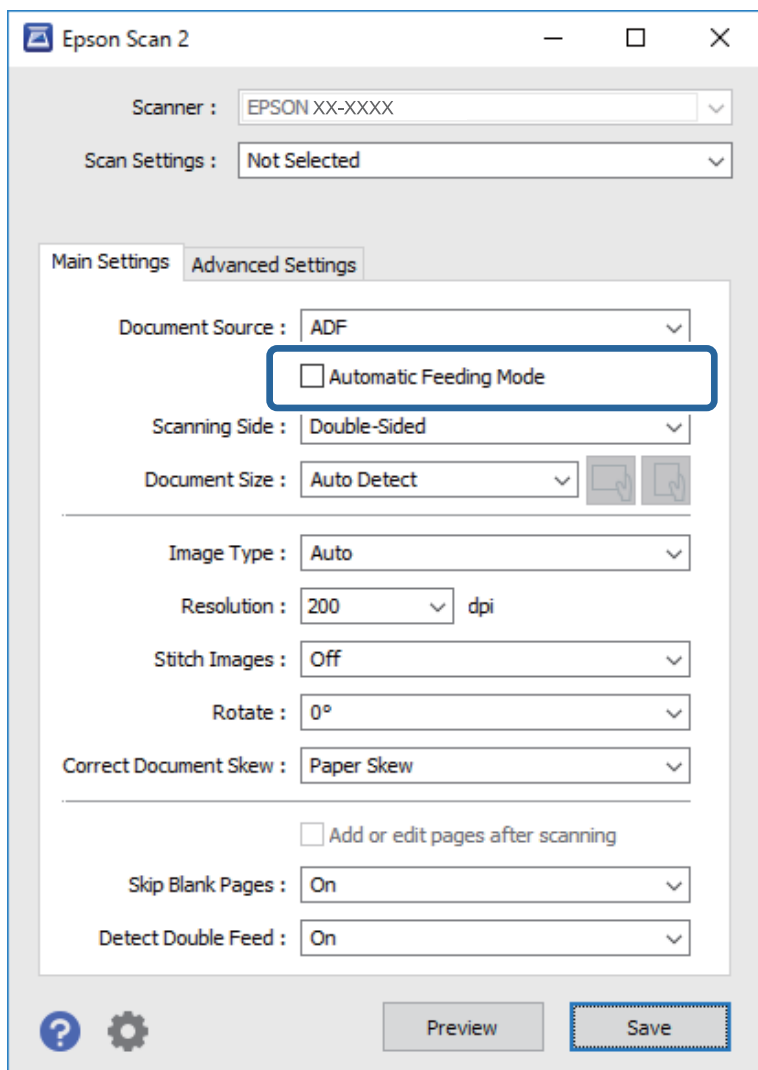 Epson Scan 2
Scanner : EPSON XX-XXXX
Scan Settings : Not Selected
Main Settings Advanced Settings
Document Source : ADF
Automatic Feeding Mode
Scanning Side : Double-Sided
Document Size : Auto Detect
Image Type : Auto
Resolution : 200 dpi
Stitch Images : Off
Rotate : 0°
Correct Document Skew : Paper Skew
Add or edit pages after scanning
Skip Blank Pages : On
Detect Double Feed : On
? Preview Save